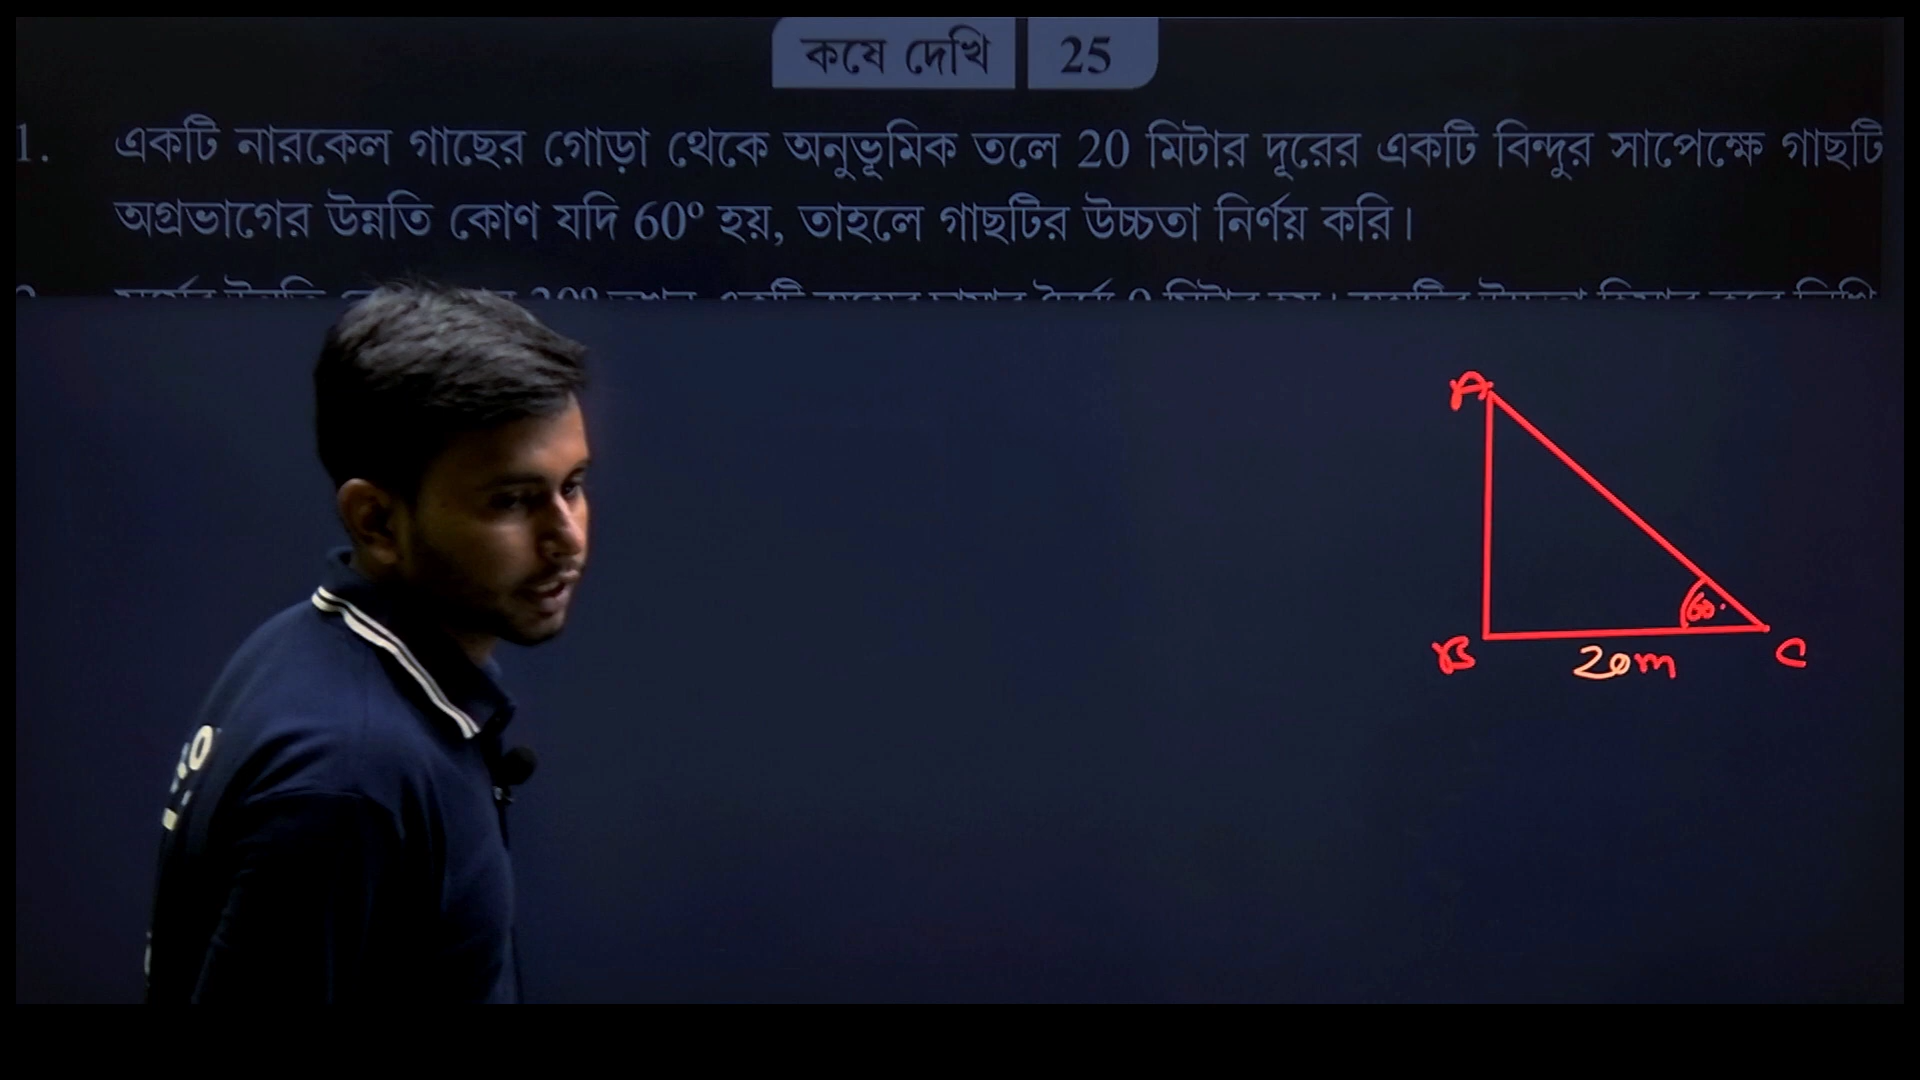 কষে দেখি 25
1. একটি নারকেল গাছের গোড়া থেকে অনুভূমিক তলে 20 মিটার দূরের একটি বিন্দুর সাপেক্ষে গাছটি
অগ্রভাগের উন্নতি কোণ যদি 60° হয়, তাহলে গাছটির উচ্চতা নির্ণয় করি।
A
60°
B 20m C